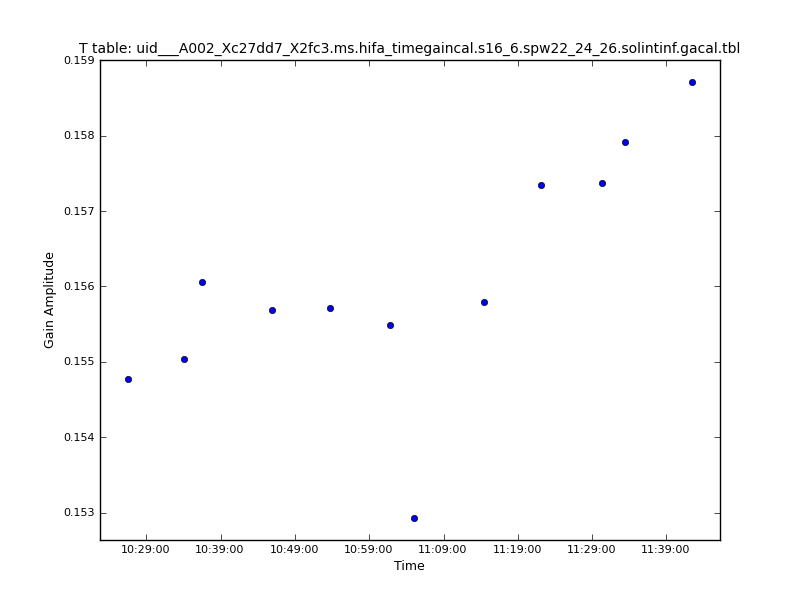 T table: uid___A002_Xc27dd7_X2fc3.ms.hifa_timegaincal.s16_6.spw22_24_26.solintinf.gacal.tbl
0.159
0.158
0.157
0.156
0.155
0.154
0.153
Gain Amplitude
10:29:00 10:39:00 10:49:00 10:59:00 11:09:00 11:19:00 11:29:00 11:39:00
Time